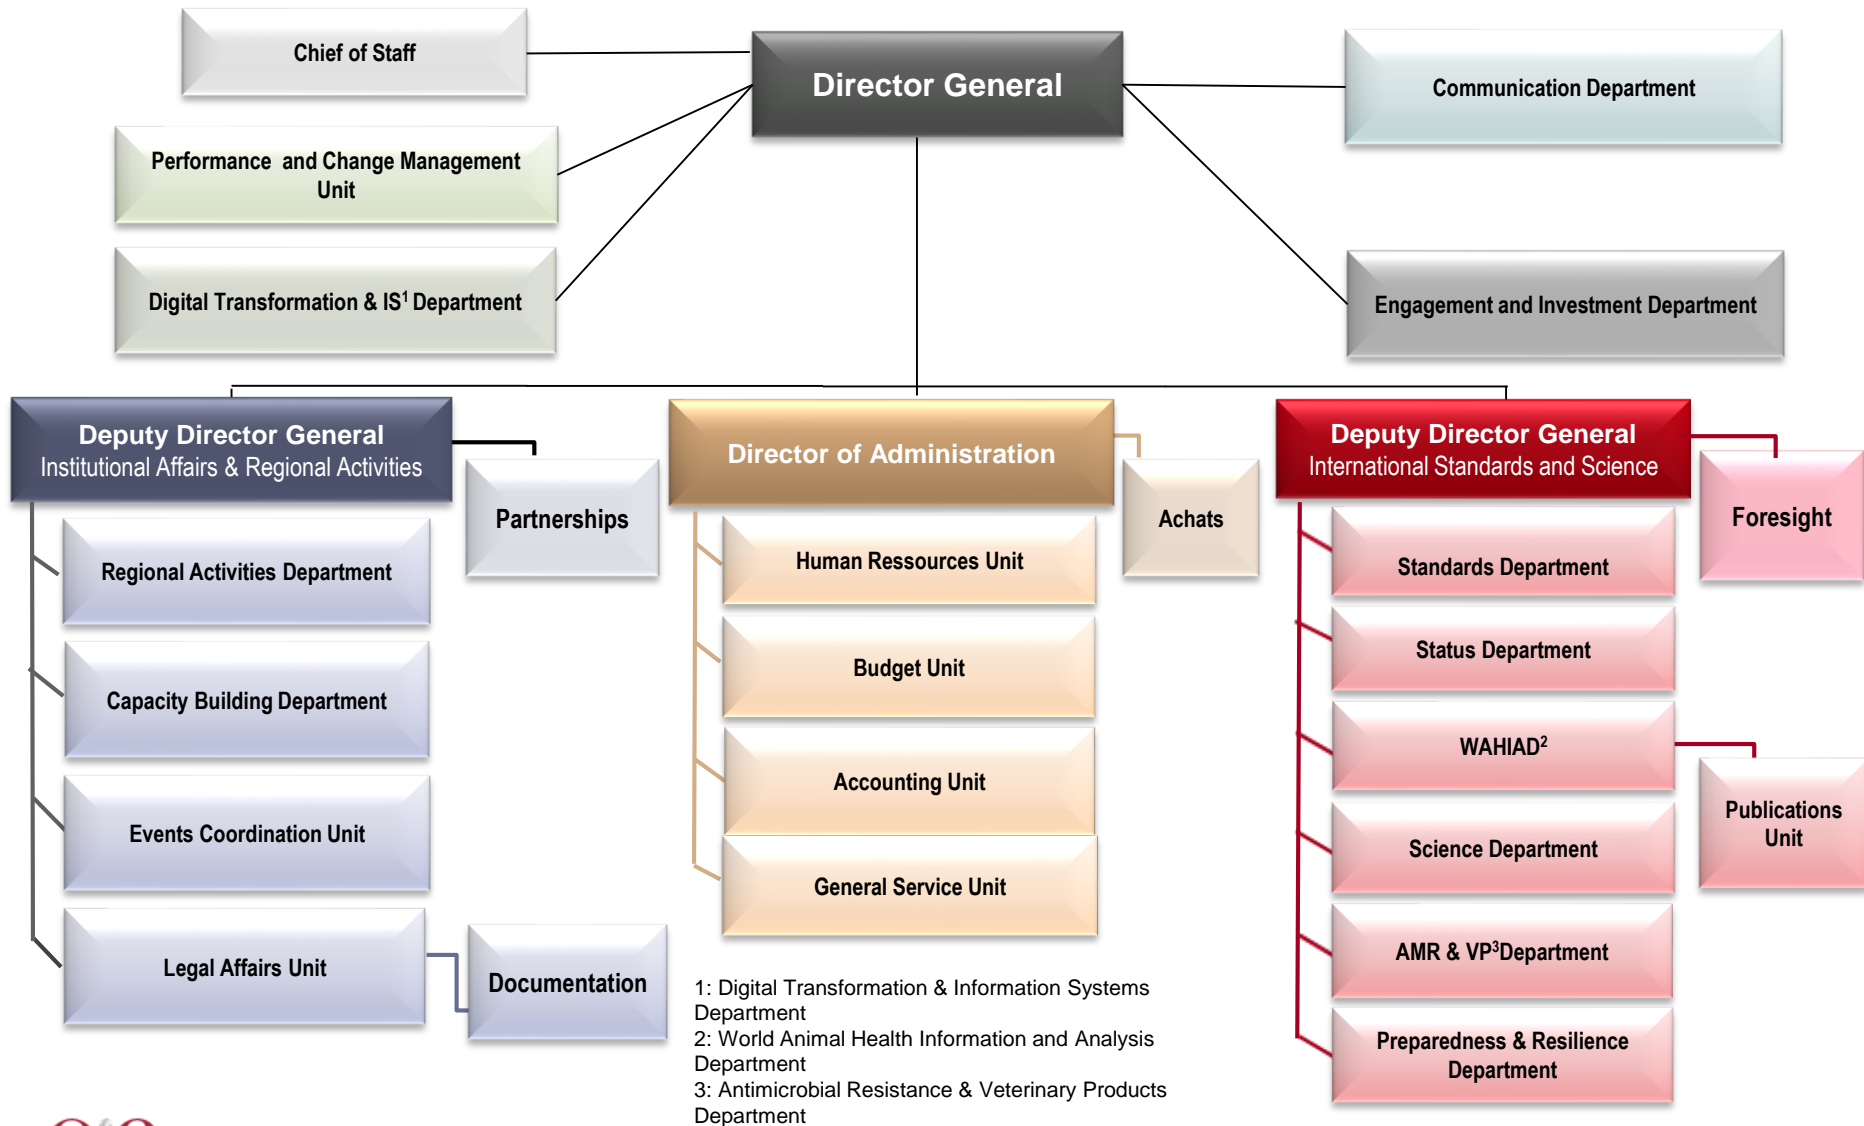 Chief of Staff
Director General
Communication Department
Performance and Change Management
Unit
Digital Transformation & IS¹ Department
Engagement and Investment Department
Deputy Director General
Institutional Affairs & Regional Activities
Partnerships
Regional Activities Department
Capacity Building Department
Events Coordination Unit
Legal Affairs Unit
Documentation
Director of Administration
Achats
Human Ressources Unit
Budget Unit
Accounting Unit
General Service Unit
Deputy Director General
International Standards and Science
Foresight
Standards Department
Status Department
WAHIAD²
Publications
Unit
Science Department
AMR & VP³Department
Preparedness & Resilience
Department
1: Digital Transformation & Information Systems
Department
2: World Animal Health Information and Analysis
Department
3: Antimicrobial Resistance & Veterinary Products
Department